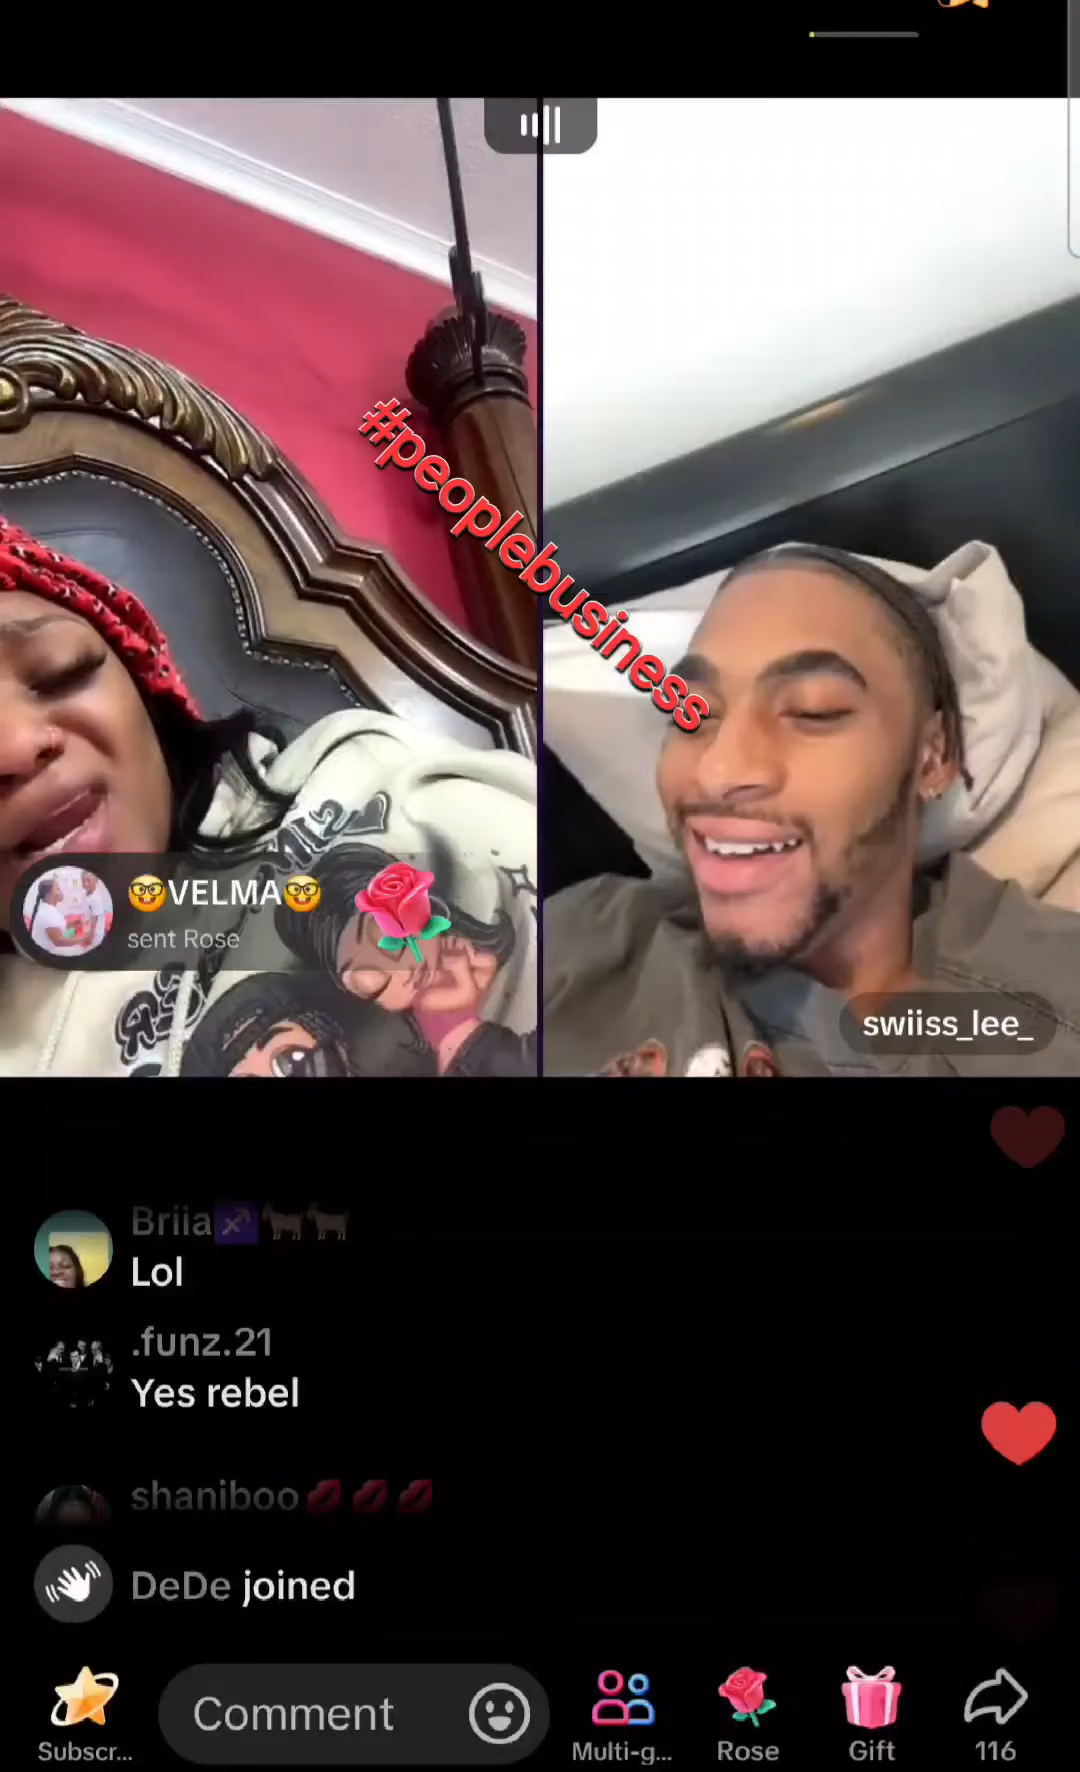 #peoplebusiness
🤓VELMA🤓
sent Rose
swiiss_lee_
Briia♐🐐🐐
Lol
.funz.21
Yes rebel
shaniboo💋💋💋
DeDe joined
Subscr...
Comment
Multi-g...
Rose
Gift
116